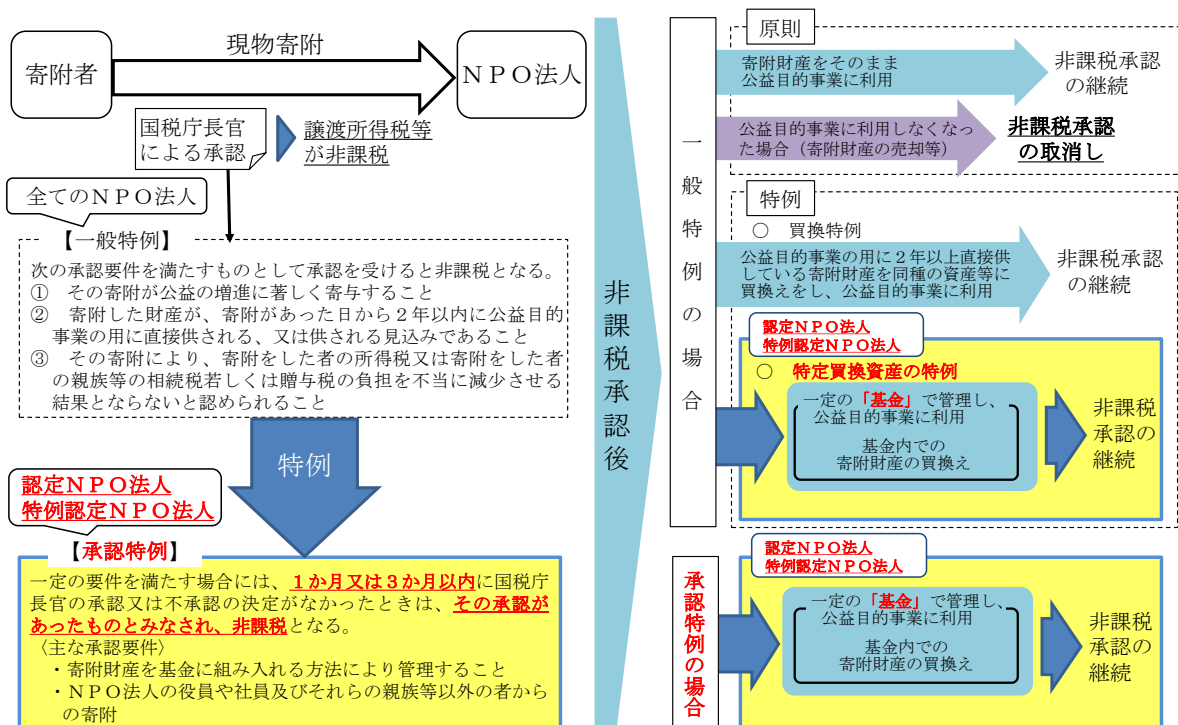 現物寄附
寄附者
ＮＰＯ法人
国税庁長官
による承認
譲渡所得税等
が非課税
全てのＮＰＯ法人
【一般特例】
次の承認要件を満たすものとして承認を受けると非課税となる。
①　その寄附が公益の増進に著しく寄与すること
②　寄附した財産が、寄附があった日から２年以内に公益目的
事業の用に直接供される、又は供される見込みであること
③　その寄附により、寄附をした者の所得税又は寄附をした者
の親族等の相続税若しくは贈与税の負担を不当に減少させる
結果とならないと認められること
特例
認定ＮＰＯ法人
特例認定ＮＰＯ法人
【承認特例】
一定の要件を満たす場合には、１か月又は３か月以内に国税庁
長官の承認又は不承認の決定がなかったときは、その承認が
あったものとみなされ、非課税となる。
〈主な承認要件〉
・寄附財産を基金に組み入れる方法により管理すること
・ＮＰＯ法人の役員や社員及びそれらの親族等以外の者から
の寄附
非課税承認後
一般特例の場合
原則
寄附財産をそのまま
公益目的事業に利用
非課税承認
の継続
公益目的事業に利用しなくなっ
た場合（寄附財産の売却等）
非課税承認
の取消し
特例
○　買換特例
公益目的事業の用に２年以上直接供
している寄附財産を同種の資産等に
買換えをし、公益目的事業に利用
非課税承認
の継続
認定ＮＰＯ法人
特例認定ＮＰＯ法人
○　特定買換資産の特例
一定の「基金」で管理し、
公益目的事業に利用
基金内での
寄附財産の買換え
非課税
承認の
継続
承認特例の場合
認定ＮＰＯ法人
特例認定ＮＰＯ法人
一定の「基金」で管理し、
公益目的事業に利用
基金内での
寄附財産の買換え
非課税
承認の
継続